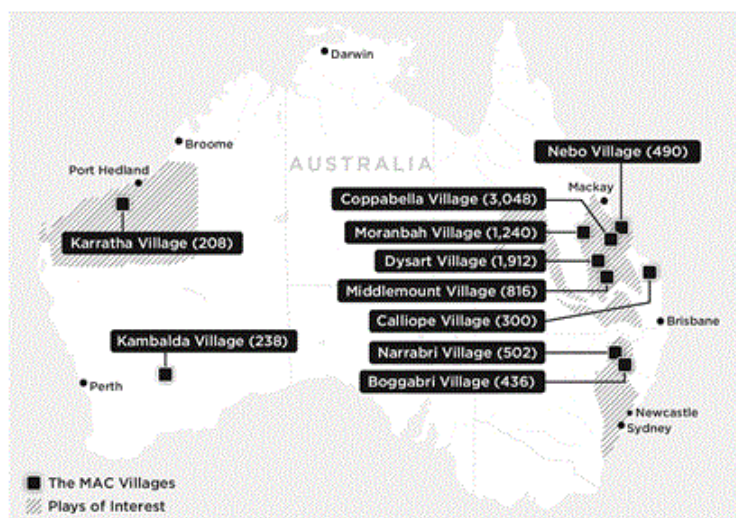 Darwin
Broome
AUSTRALIA
Nebo Village (490)
Port Hedland
Mackay
Coppabella Village (3,048)
Moranbah Village (1,240)
Karratha Village (208)
Dysart Village (1,912)
Middlemount Village (816)
Calliope Village (300)
Brisbane
Kambalda Village (238)
Narrabri Village (502)
Perth
Boggabri Village (436)
Newcastle
Sydney
The MAC Villages
Plays of Interest